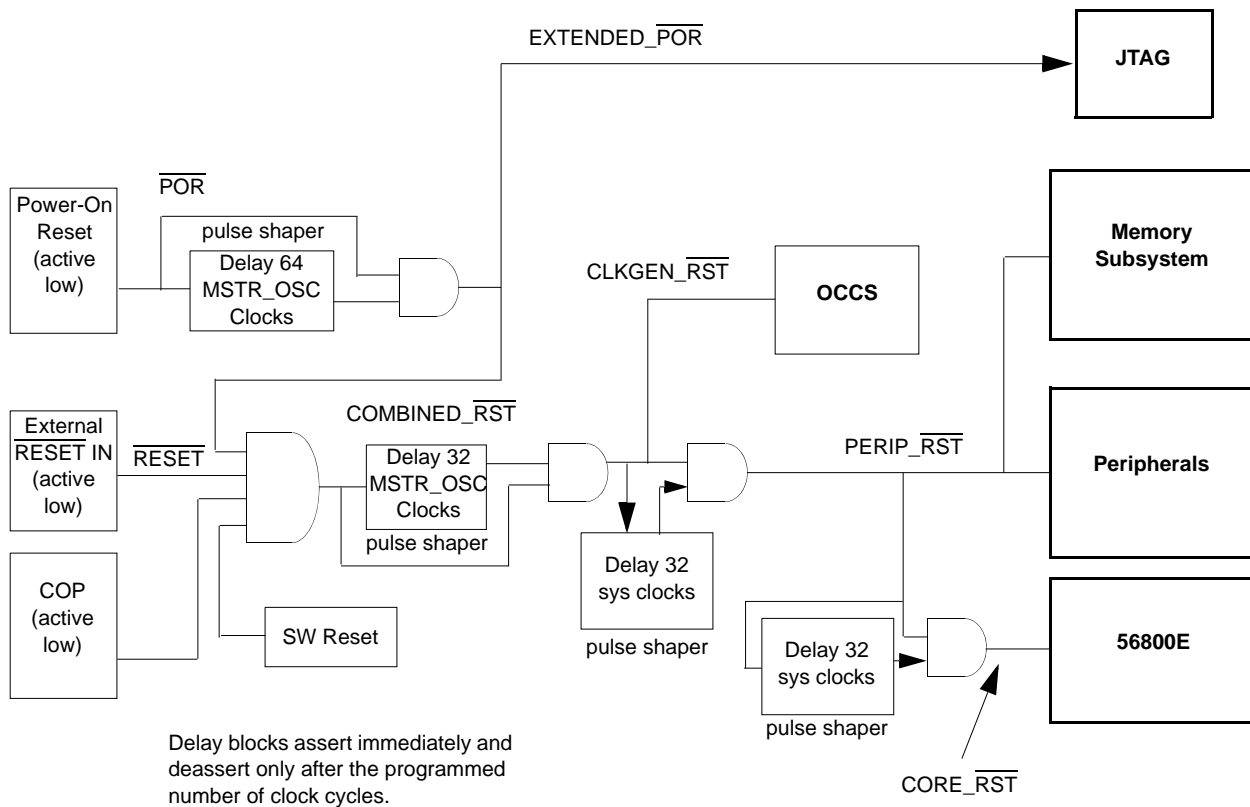 EXTENDED_POR
JTAG
POR
Power-On
Reset
(active
low)
pulse shaper
Delay 64
MSTR_OSC
Clocks
CLKGEN_RST
OCCS
Memory
Subsystem
External
RESET IN
(active
low)
RESET
COMBINED_RST
Delay 32
MSTR_OSC
Clocks
pulse shaper
PERIP_RST
Peripherals
COP
(active
low)
SW Reset
Delay 32
sys clocks
pulse shaper
Delay 32
sys clocks
pulse shaper
56800E
CORE_RST
Delay blocks assert immediately and
deassert only after the programmed
number of clock cycles.